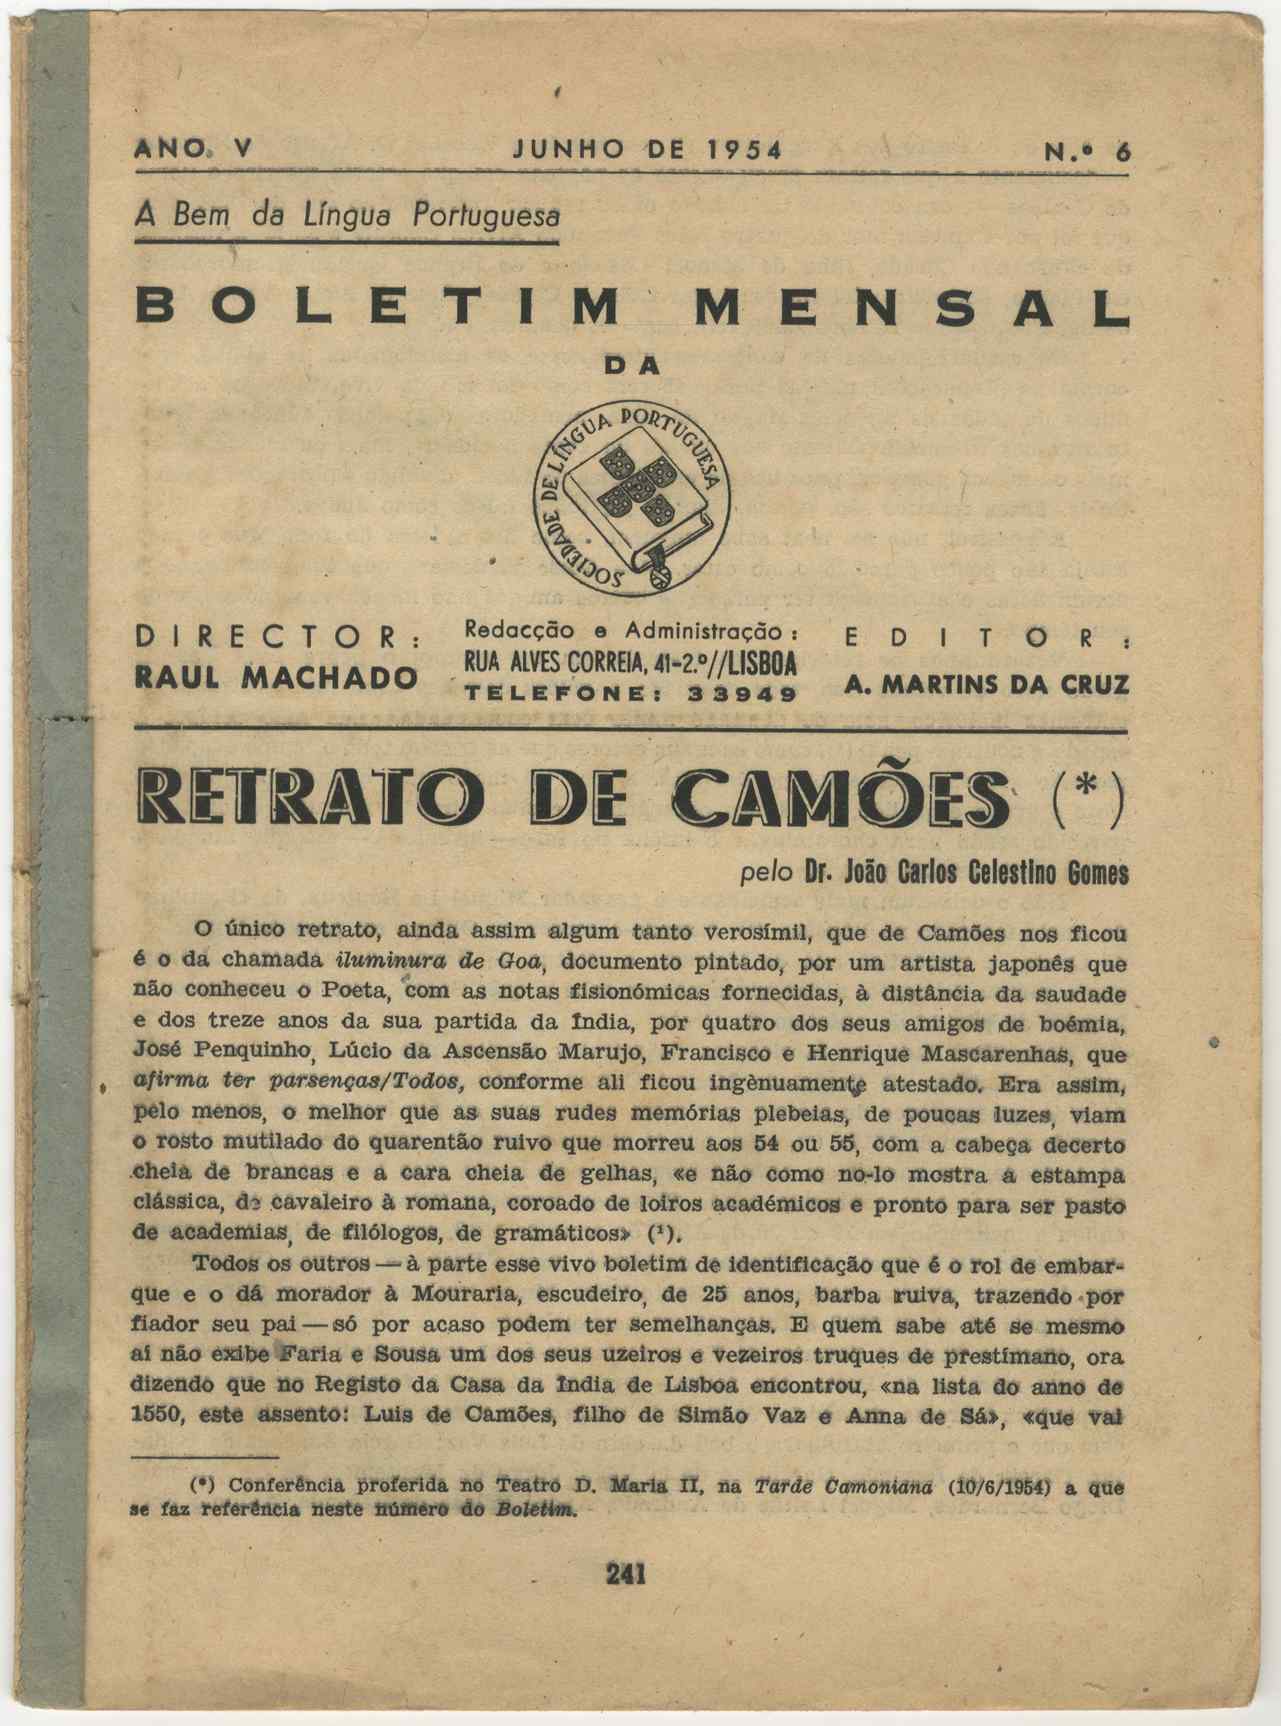 ANO V JUNHO DE 1954 N.º 6
A Bem da Língua Portuguesa
BOLETIM MENSAL
DA
SOCIEDADE DE LÍNGUA PORTUGUESA
DIRECTOR:
RAUL MACHADO
Redacção e Administração:
RUA ALVES CORREIA, 41-2.º//LISBOA
TELEFONE: 33949
EDITOR:
A. MARTINS DA CRUZ
RETRATO DE CAMÕES (*)
pelo Dr. João Carlos Celestino Gomes
O único retrato, ainda assim algum tanto verosímil, que de Camões nos ficou
é o da chamada iluminura de Goa, documento pintado, por um artista japonês que
não conheceu o Poeta, com as notas fisionómicas fornecidas, à distância da saudade
e dos treze anos da sua partida da Índia, por quatro dos seus amigos de boémia,
José Penquinho, Lúcio da Ascensão Marujo, Francisco e Henrique Mascarenhas, que
afirma ter parsenças/Todos, conforme ali ficou ingènuamente atestado. Era assim,
pelo menos, o melhor que as suas rudes memórias plebeias, de poucas luzes, viam
o rosto mutilado do quarentão ruivo que morreu aos 54 ou 55, com a cabeça decerto
cheia de brancas e a cara cheia de gelhas, «e não como no-lo mostra a estampa
clássica, de cavaleiro à romana, coroado de loiros académicos e pronto para ser pasto
de academias, de filólogos, de gramáticos» (¹).
Todos os outros — à parte esse vivo boletim de identificação que é o rol de embar-
que e o dá morador à Mouraria, escudeiro, de 25 anos, barba ruiva, trazendo por
fiador seu pai — só por acaso podem ter semelhanças. E quem sabe até se mesmo
aí não exibe Faria e Sousa um dos seus uzeiros e vezeiros truques de prestímano, ora
dizendo que no Registo da Casa da Índia de Lisboa encontrou, «na lista do anno de
1550, este assento: Luis de Camões, filho de Simão Vaz e Anna de Sá», «que vai
(*) Conferência proferida no Teatro D. Maria II, na Tarde Camoniana (10/6/1954) a que
se faz referência neste número do Boletim.
241